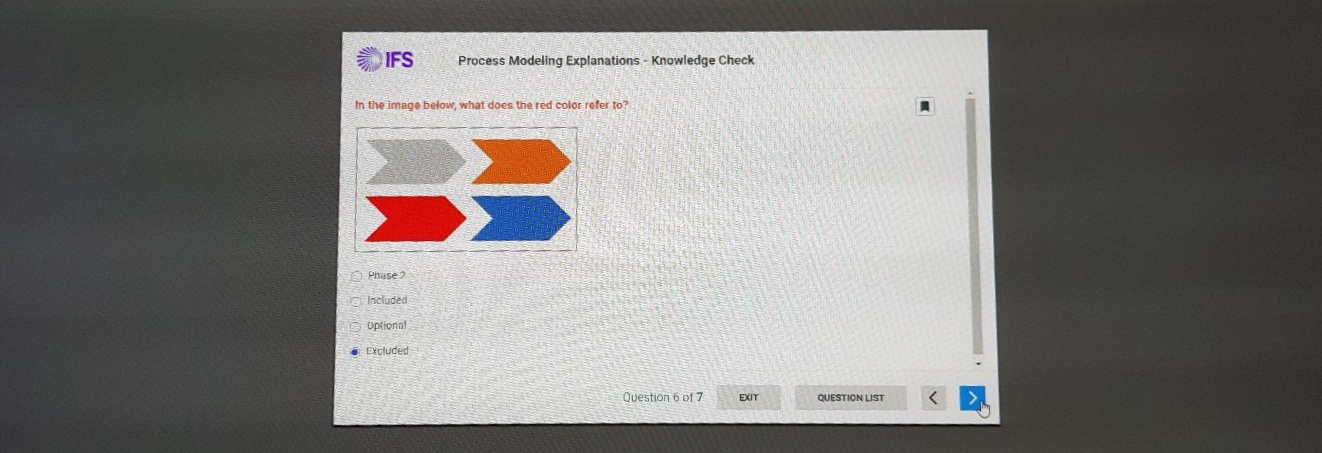 IFS
Process Modeling Explanations - Knowledge Check
In the image below, what does the red color refer to?
Phase 2
Included
Optional
Excluded
Question 6 of 7
EXIT
QUESTION LIST